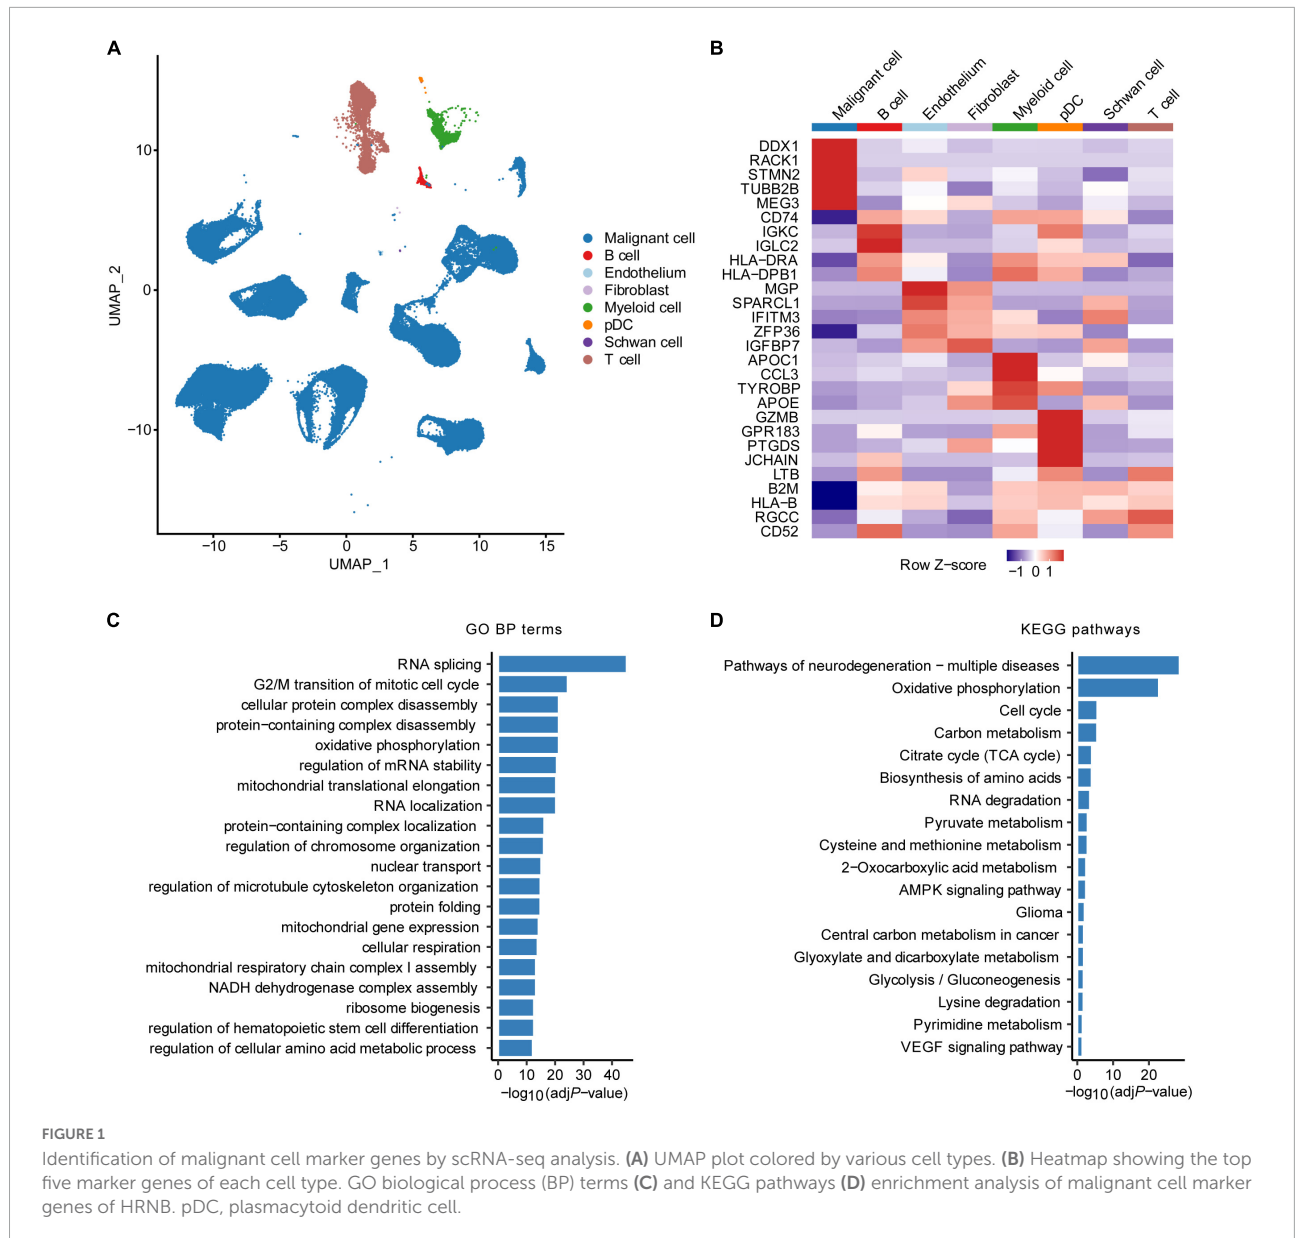 A
UMAP_2
10
0
−10
−10
−5
0
5
10
15
UMAP_1
Malignant cell
B cell
Endothelium
Fibroblast
Myeloid cell
pDC
Schwan cell
T cell
B
Malignant cell
B cell
Endothelium
Fibroblast
Myeloid cell
pDC
Schwan cell
T cell
DDX1
RACK1
STMN2
TUBB2B
MEG3
CD74
IGKC
IGLC2
HLA−DRA
HLA−DPB1
MGP
SPARCL1
IFITM3
ZFP36
IGFBP7
APOC1
CCL3
TYROBP
APOE
GZMB
GPR183
PTGDS
JCHAIN
LTB
B2M
HLA−B
RGCC
CD52
Row Z−score
−1 0 1
C
GO BP terms
RNA splicing
G2/M transition of mitotic cell cycle
cellular protein complex disassembly
protein−containing complex disassembly
oxidative phosphorylation
regulation of mRNA stability
mitochondrial translational elongation
RNA localization
protein−containing complex localization
regulation of chromosome organization
nuclear transport
regulation of microtubule cytoskeleton organization
protein folding
mitochondrial gene expression
cellular respiration
mitochondrial respiratory chain complex I assembly
NADH dehydrogenase complex assembly
ribosome biogenesis
regulation of hematopoietic stem cell differentiation
regulation of cellular amino acid metabolic process
0 10 20 30 40
−log10(adjP−value)
D
KEGG pathways
Pathways of neurodegeneration − multiple diseases
Oxidative phosphorylation
Cell cycle
Carbon metabolism
Citrate cycle (TCA cycle)
Biosynthesis of amino acids
RNA degradation
Pyruvate metabolism
Cysteine and methionine metabolism
2−Oxocarboxylic acid metabolism
AMPK signaling pathway
Glioma
Central carbon metabolism in cancer
Glyoxylate and dicarboxylate metabolism
Glycolysis / Gluconeogenesis
Lysine degradation
Pyrimidine metabolism
VEGF signaling pathway
0 10 20
−log10(adjP−value)
FIGURE 1
Identification of malignant cell marker genes by scRNA-seq analysis. (A) UMAP plot colored by various cell types. (B) Heatmap showing the top
five marker genes of each cell type. GO biological process (BP) terms (C) and KEGG pathways (D) enrichment analysis of malignant cell marker
genes of HRNB. pDC, plasmacytoid dendritic cell.